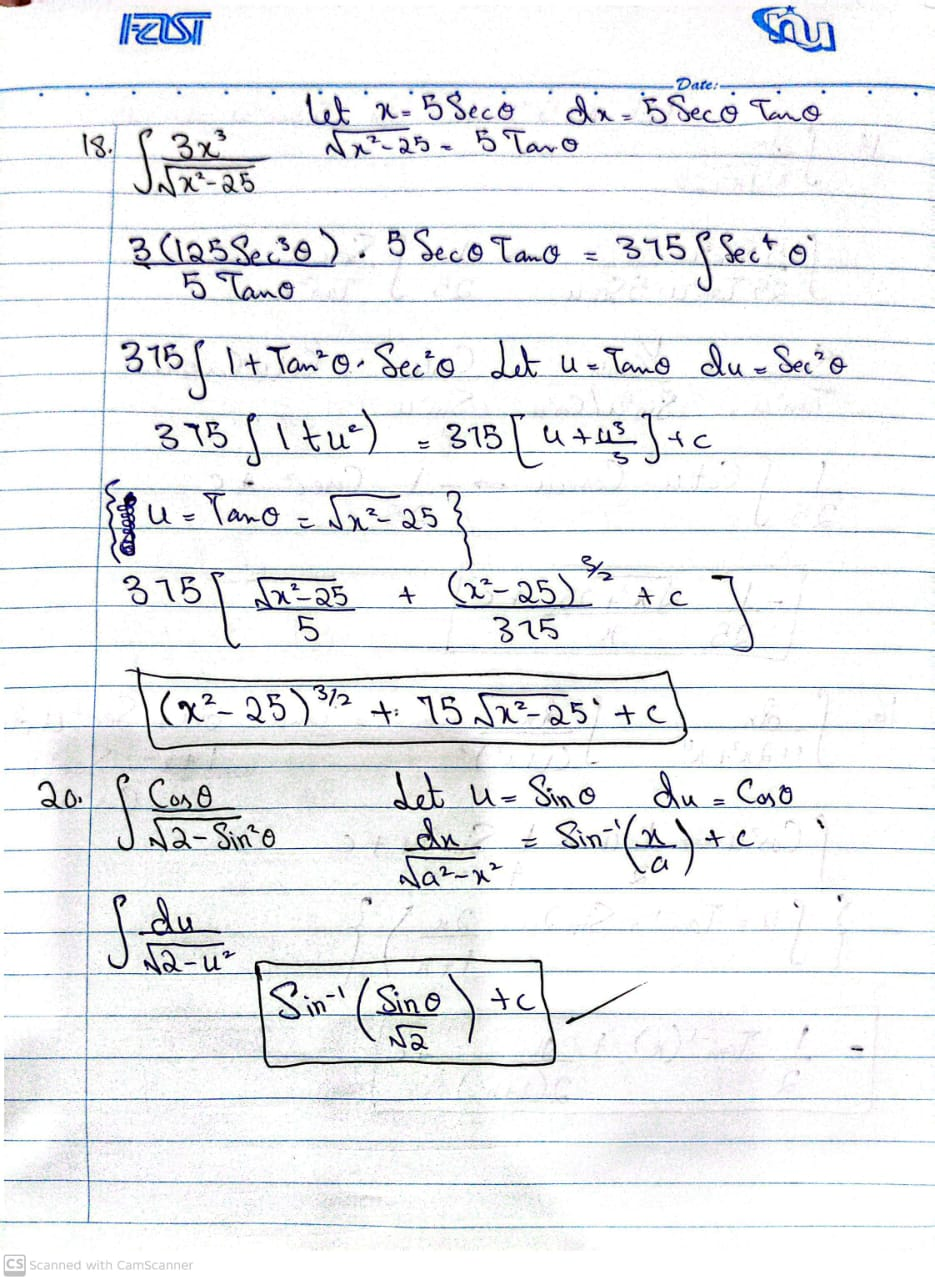 FAST nu
Date:
Let x = 5 Secθ dx = 5 Secθ Tanθ
18. ∫ 3x³ / √x²-25 √x²-25 = 5 Tanθ
3(125 Sec³θ) / 5 Tanθ . 5 Secθ Tanθ = 375 ∫ Sec⁴ θ
375 ∫ 1 + Tan²θ . Sec²θ Let u = Tanθ du = Sec²θ
375 ∫ 1 + u²) = 375 [ u + u³/3 ] + c
{ u = Tanθ = √x²-25 }
375 [ √x²-25 / 5 + (x²-25)^3/2 / 375 + c ]
(x²-25)^3/2 + 75 √x²-25 + c
20. ∫ Cosθ / √2-Sin²θ Let u = Sinθ du = Cosθ
dx / √a²-x² = Sin⁻¹(x/a) + c
∫ du / √2-u²
Sin⁻¹ (Sinθ / √2) + c
CS Scanned with CamScanner